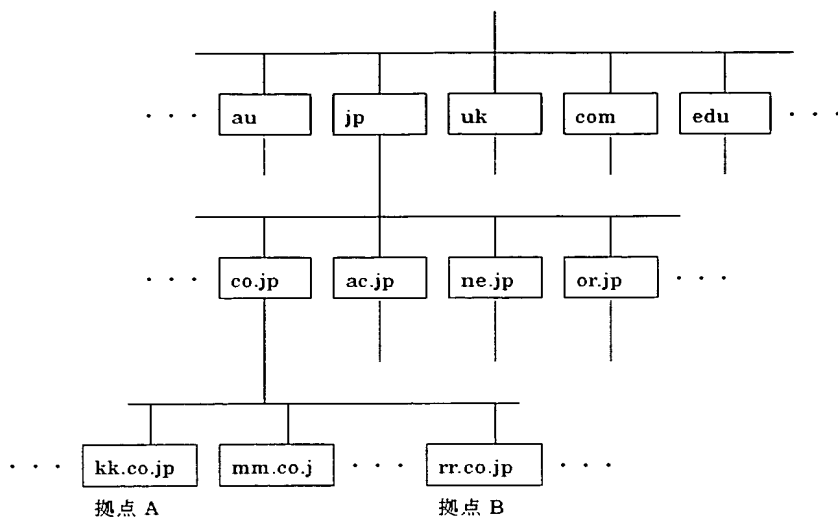 · · · au jp uk com edu · · ·
· · · co.jp ac.jp ne.jp or.jp · · ·
· · · kk.co.jp mm.co.j · · · rr.co.jp · · ·
拠点 A 拠点 B